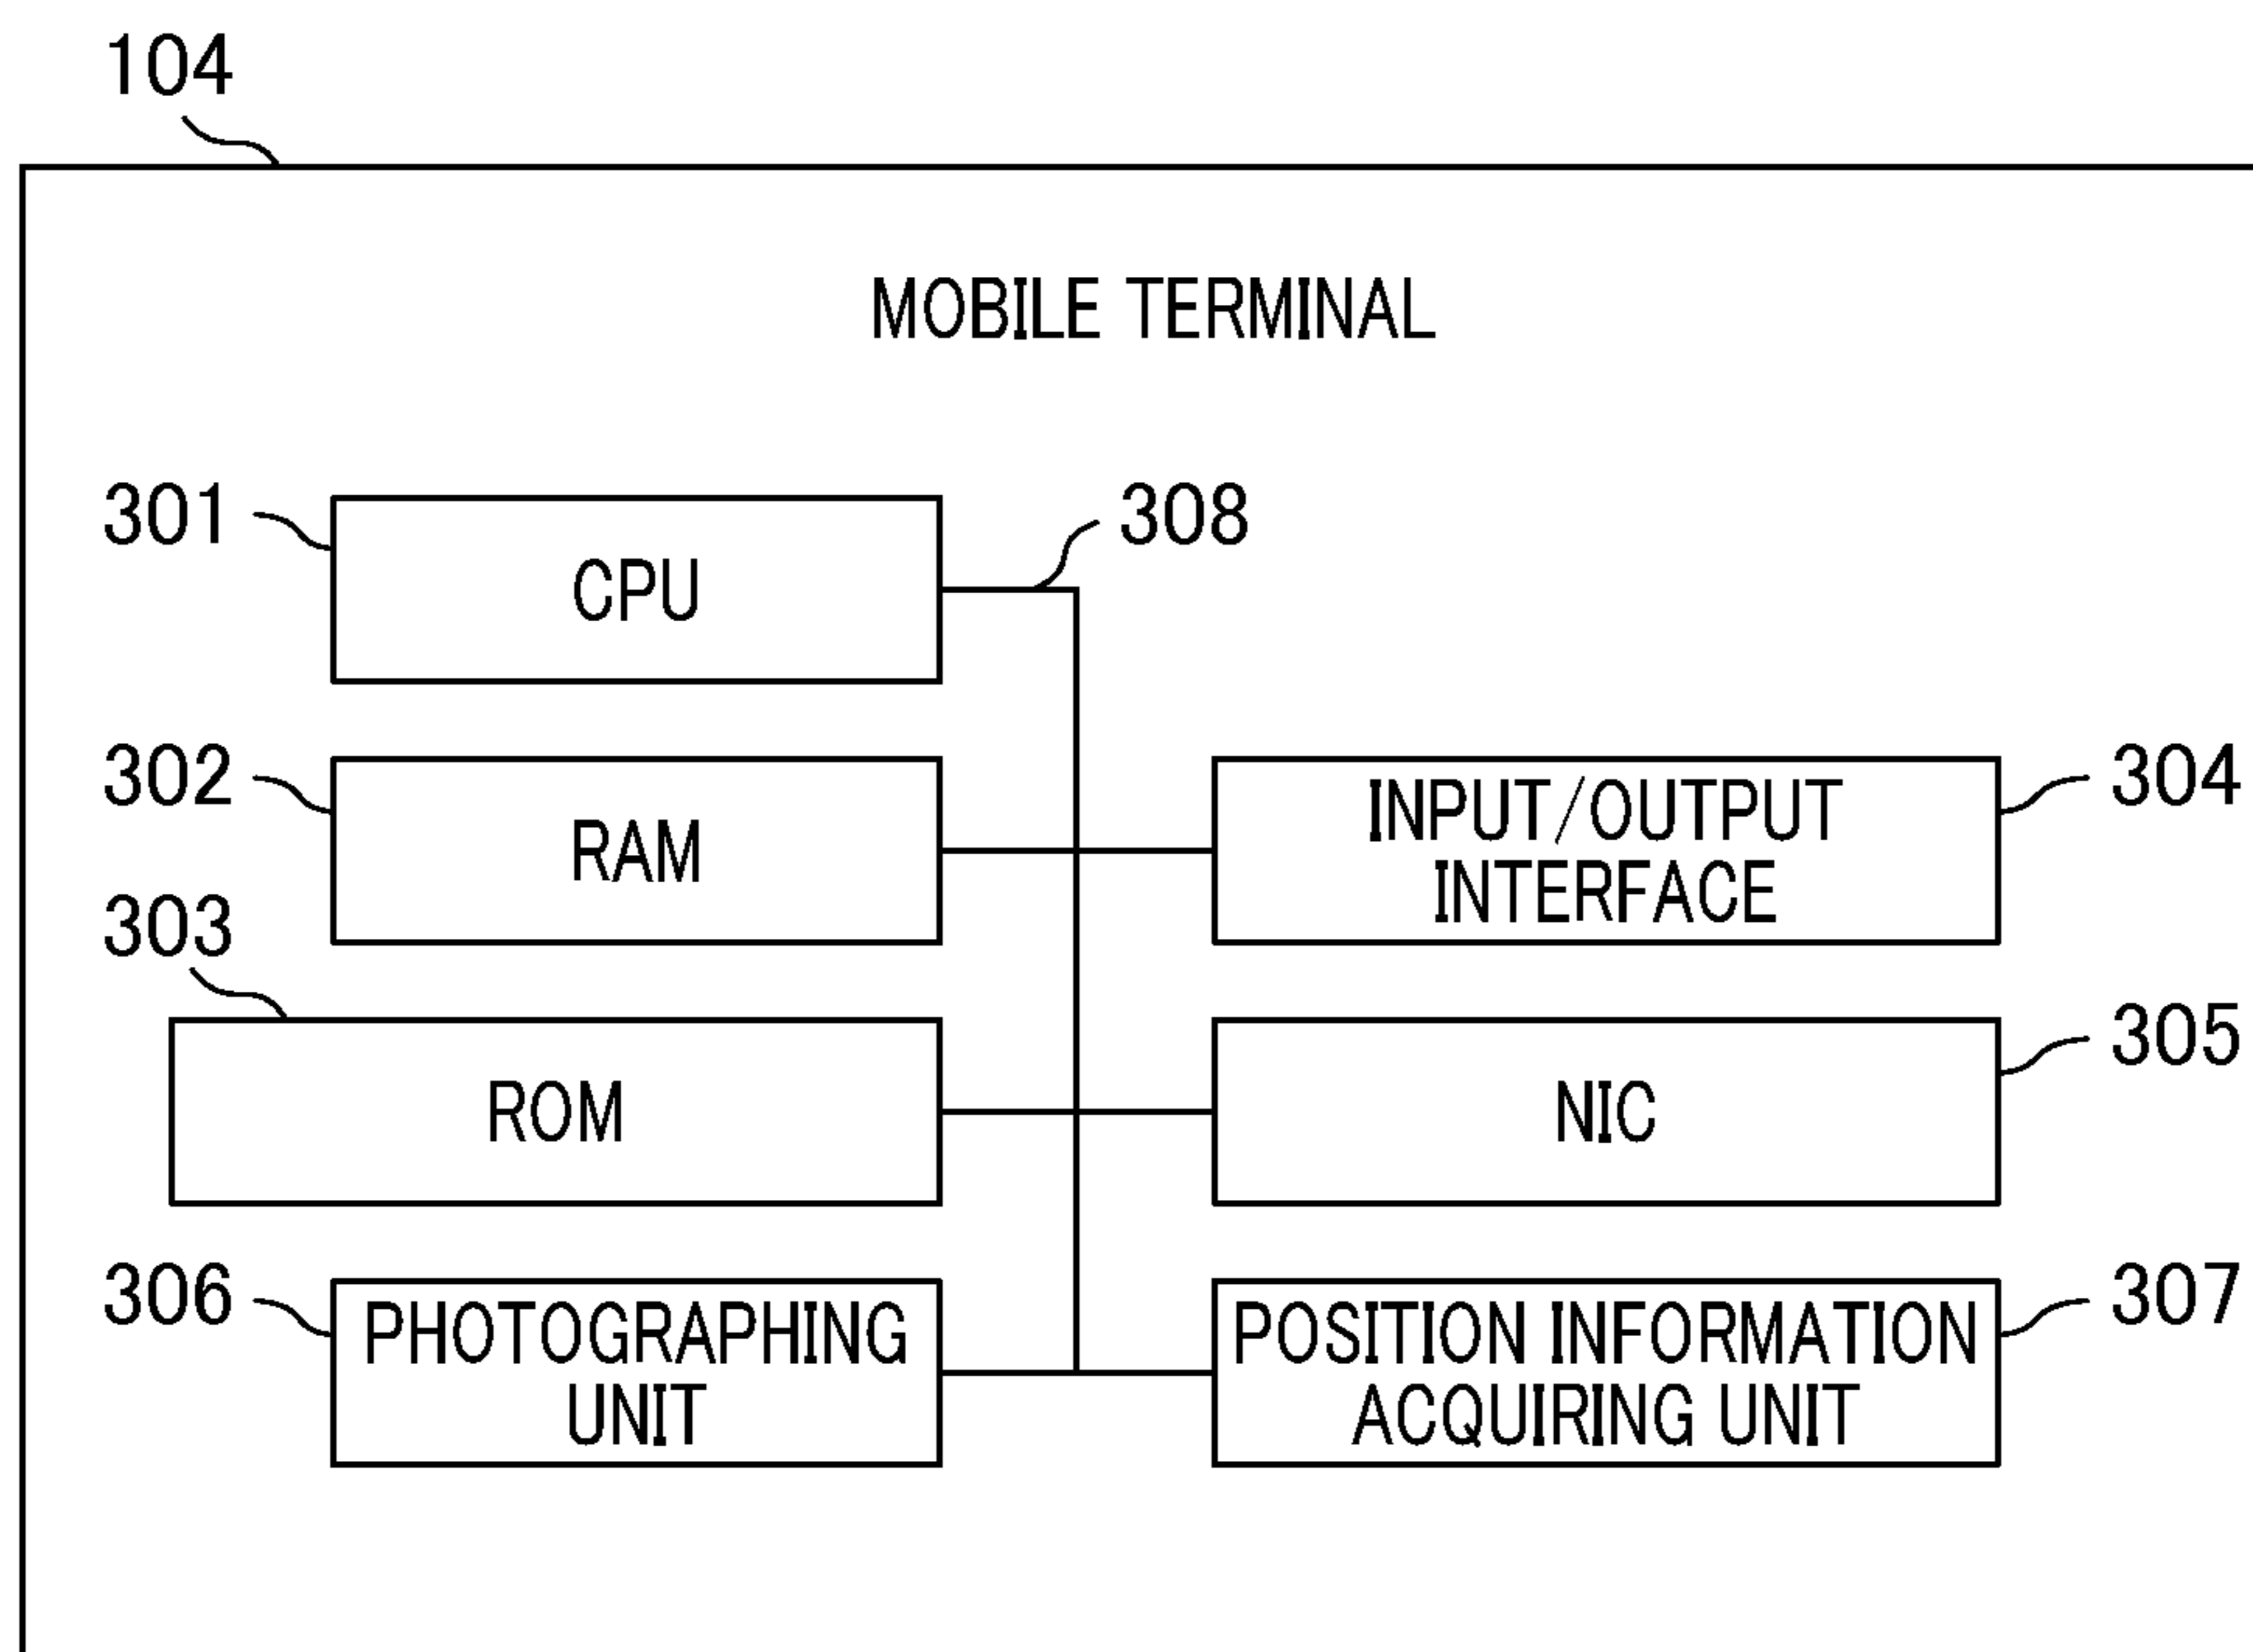 104
MOBILE TERMINAL
301
CPU
308
302
RAM
INPUT/OUTPUT
INTERFACE
304
303
ROM
NIC
305
306
PHOTOGRAPHING
UNIT
POSITION INFORMATION
ACQUIRING UNIT
307